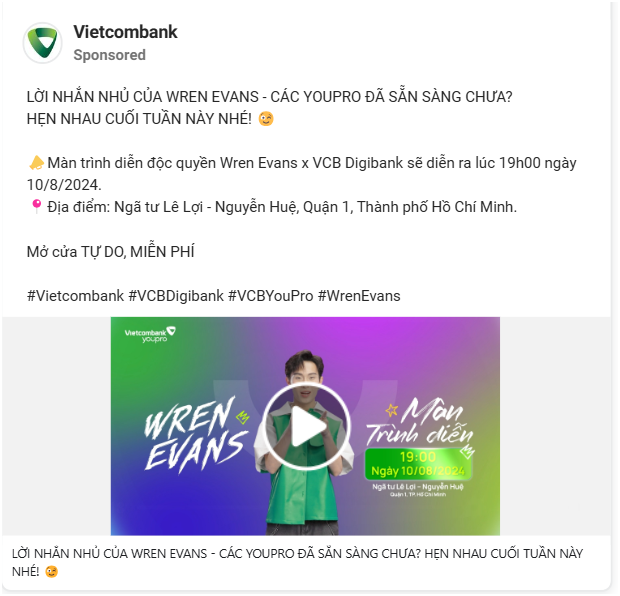 Vietcombank
Sponsored
LỜI NHẮN NHỦ CỦA WREN EVANS - CÁC YOUPRO ĐÃ SẴN SÀNG CHƯA?
HẸN NHAU CUỐI TUẦN NÀY NHÉ! 😉
📣Màn trình diễn độc quyền Wren Evans x VCB Digibank sẽ diễn ra lúc 19h00 ngày
10/8/2024.
📍Địa điểm: Ngã tư Lê Lợi - Nguyễn Huệ, Quận 1, Thành phố Hồ Chí Minh.
Mở cửa TỰ DO, MIỄN PHÍ
#Vietcombank #VCBDigibank #VCBYouPro #WrenEvans
Vietcombank
youpro
WREN
EVANS
Màn
Trình diễn
19:00
Ngày 10/08/2024
Ngã tư Lê Lợi - Nguyễn Huệ
Quận 1, TP.Hồ Chí Minh
LỜI NHẮN NHỦ CỦA WREN EVANS - CÁC YOUPRO ĐÃ SẴN SÀNG CHƯA? HẸN NHAU CUỐI TUẦN NÀY
NHÉ! 😉